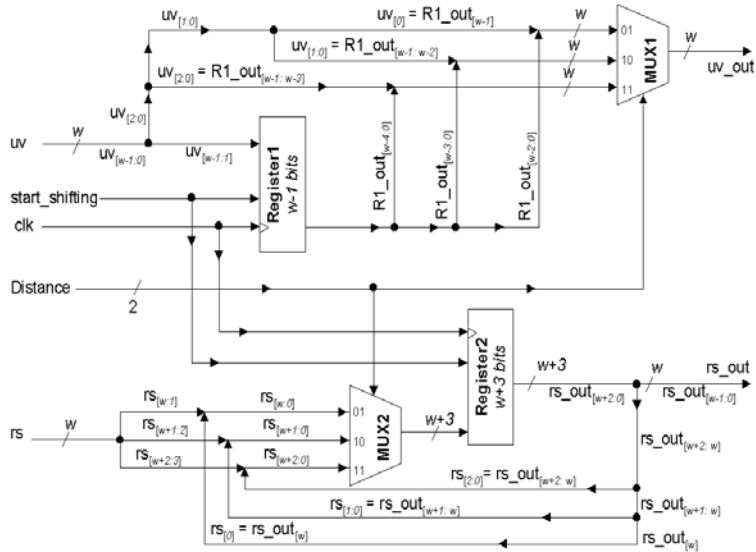 uv[1:0]
uv[0] = R1_out[w-1]
w
01
uv[1:0] = R1_out[w-1: w-2]
w
10
MUX1
w
uv_out
uv[2:0] = R1_out[w-1: w-3]
w
11
uv[2:0]
uv
w
uv[w-1:0]
uv[w-1:1]
Register1
w-1 bits
R1_out[w-4:0]
R1_out[w-3:0]
R1_out[w-2:0]
start_shifting
clk
Distance
2
Register2
w+3 bits
w+3
rs_out[w+2:0]
w
rs_out
rs_out[w-1:0]
rs
w
rs[w:1]
rs[w:0]
01
rs[w+1:2]
rs[w+1:0]
10
rs[w+2:3]
rs[w+2:0]
11
MUX2
w+3
rs_out[w+2: w]
rs[2:0]= rs_out[w+2: w]
rs[1:0]= rs_out[w+1: w]
rs_out[w+1: w]
rs[0]= rs_out[w]
rs_out[w]